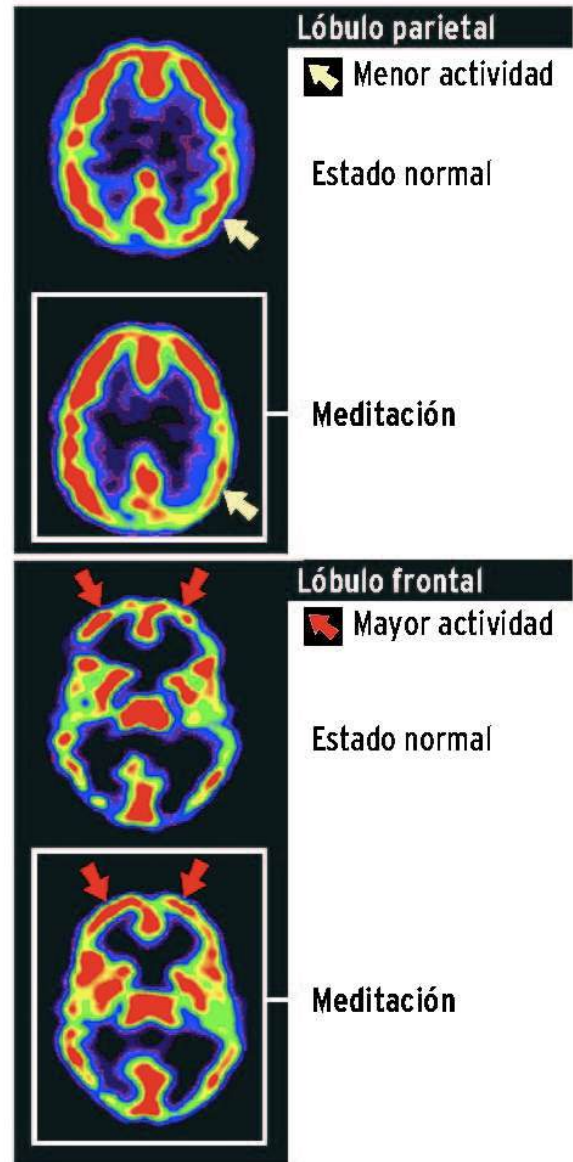 Lóbulo parietal
Menor actividad
Estado normal
Meditación
Lóbulo frontal
Mayor actividad
Estado normal
Meditación